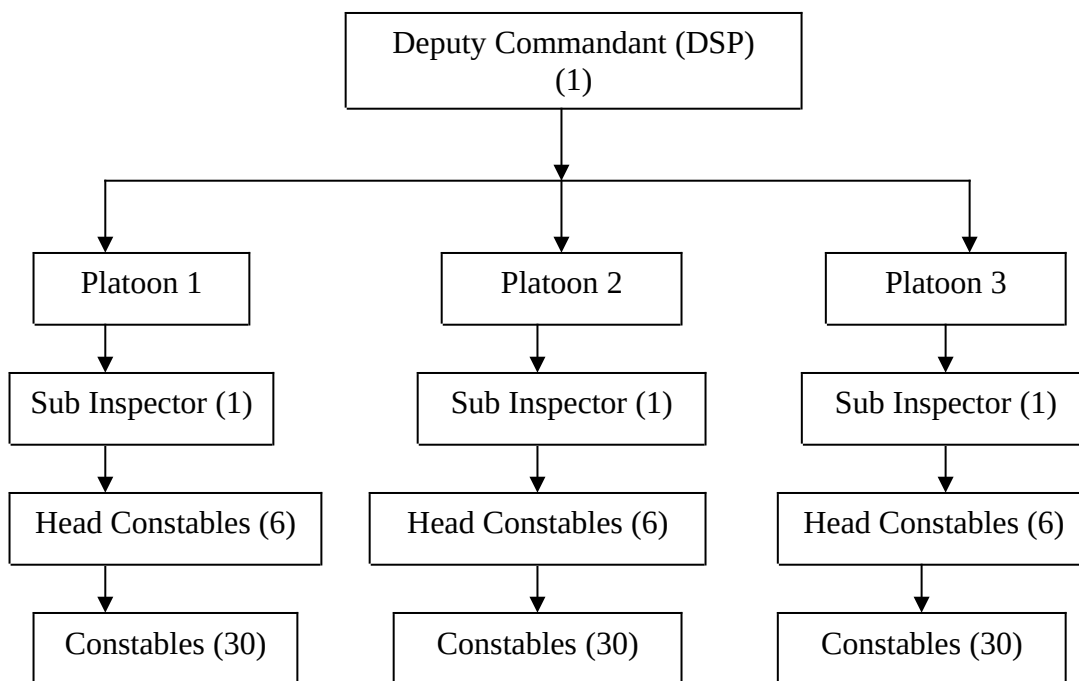 Deputy Commandant (DSP)
(1)
Platoon 1
Platoon 2
Platoon 3
Sub Inspector (1)
Sub Inspector (1)
Sub Inspector (1)
Head Constables (6)
Head Constables (6)
Head Constables (6)
Constables (30)
Constables (30)
Constables (30)